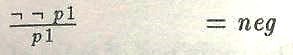 ¬ ¬ p1
p1 = neg